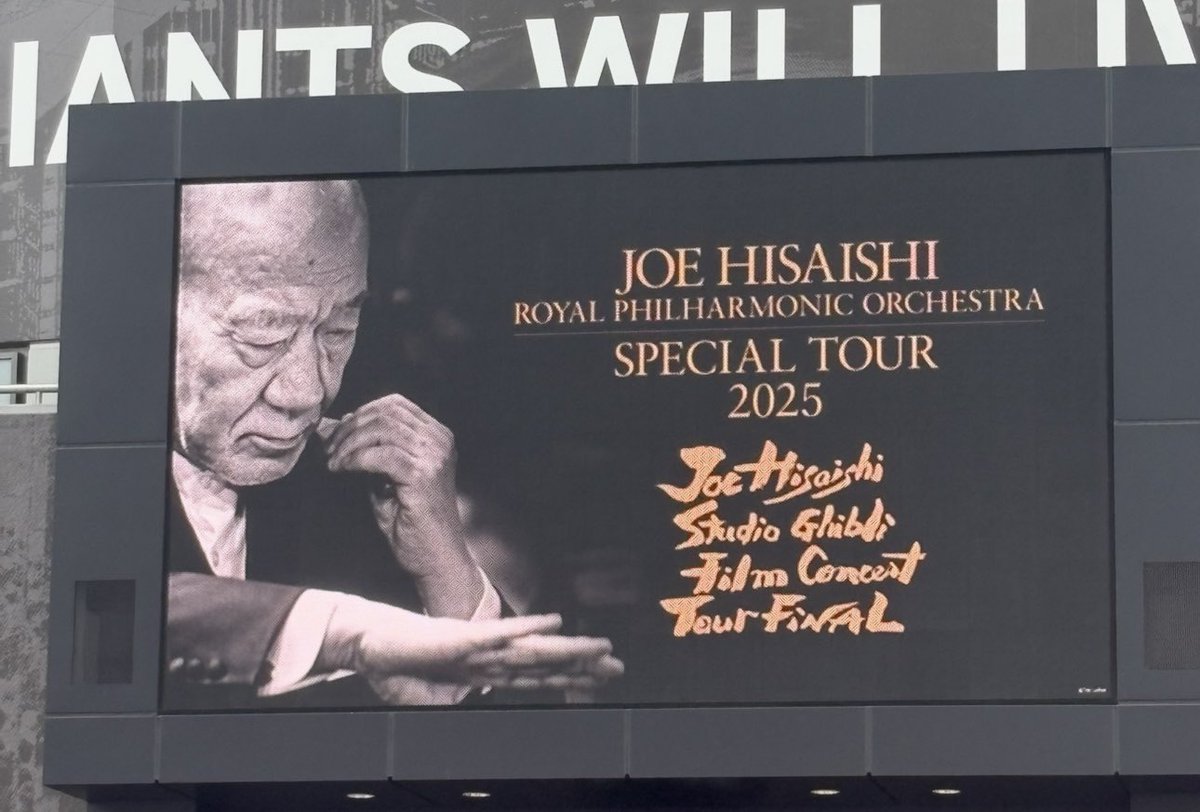 IANTS WILL
JOE HISAISHI
ROYAL PHILHARMONIC ORCHESTRA
SPECIAL TOUR
2025
Joe Hisaishi
Studio Ghibli
Film Concert
Tour FiNAL